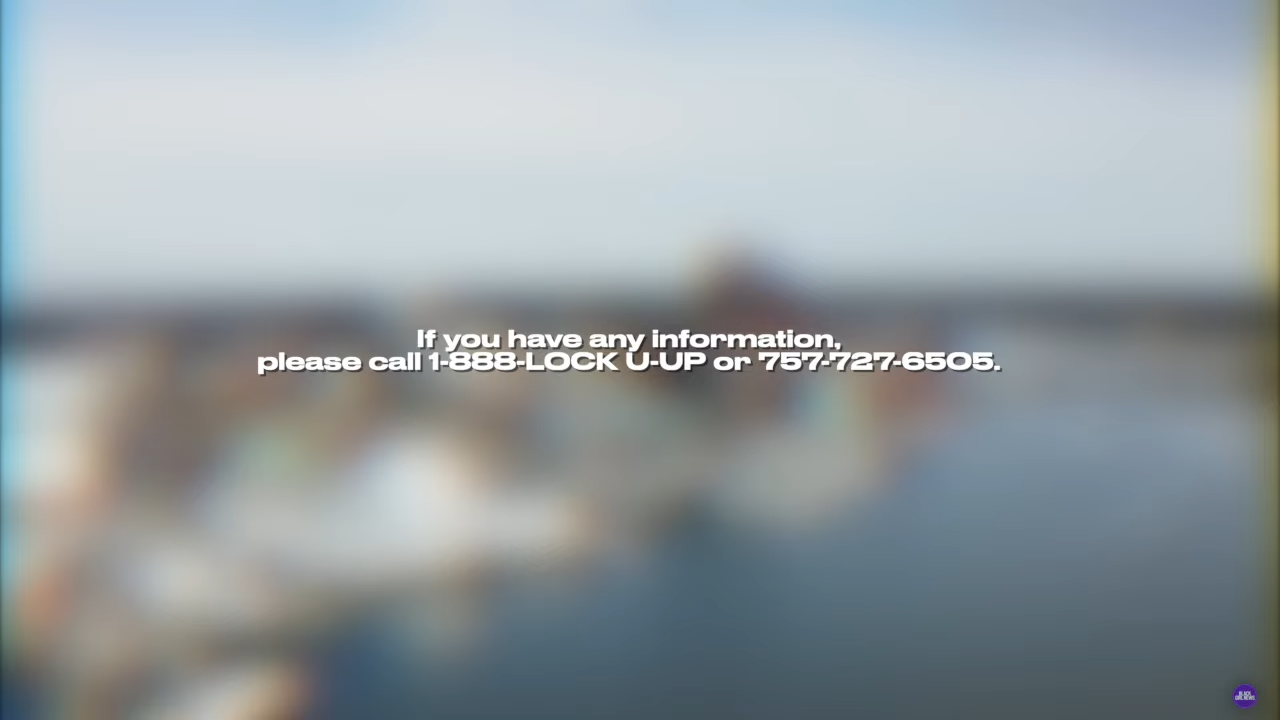 If you have any information,
please call 1-888-LOCK U-UP or 757-727-6505.